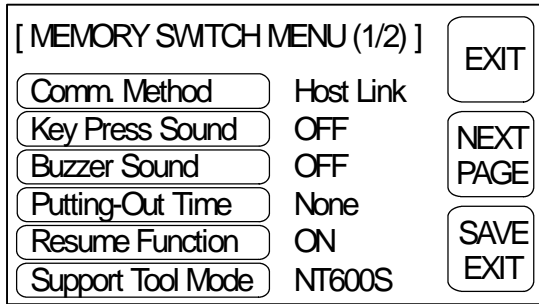 [ MEMORY SWITCH MENU (1/2) ]
EXIT
Comm. Method Host Link
Key Press Sound OFF
Buzzer Sound OFF
NEXT
PAGE
Putting-Out Time None
Resume Function ON
Support Tool Mode NT600S
SAVE
EXIT